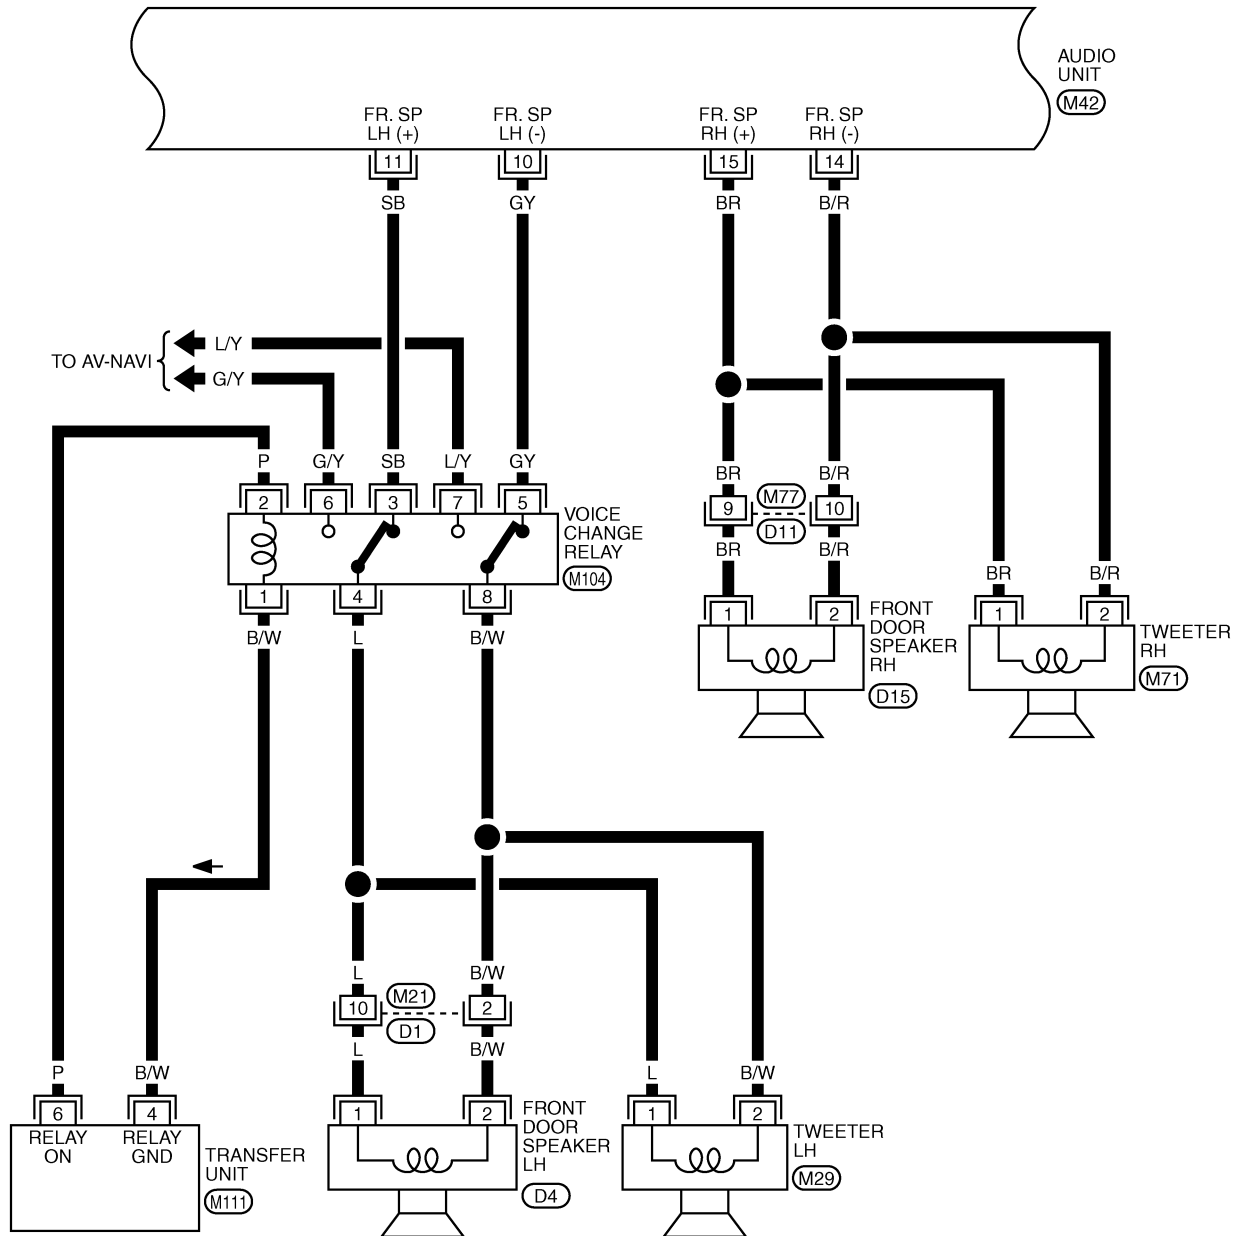 AUDIO
UNIT
M42
FR. SP
LH (+)
FR. SP
LH (-)
FR. SP
RH (+)
FR. SP
RH (-)
11
10
15
14
SB
GY
BR
B/R
TO AV-NAVI
L/Y
G/Y
P
G/Y
SB
L/Y
GY
BR
B/R
2
6
3
7
5
9
M77
10
D11
VOICE
CHANGE
RELAY
M104
BR
B/R
BR
B/R
1
4
8
1
2
1
2
B/W
L
B/W
FRONT
DOOR
SPEAKER
RH
D15
TWEETER
RH
M71
L
B/W
10
M21
2
D1
L
B/W
P
B/W
L
B/W
6
4
1
2
1
2
RELAY
ON
RELAY
GND
TRANSFER
UNIT
M111
FRONT
DOOR
SPEAKER
LH
D4
TWEETER
LH
M29